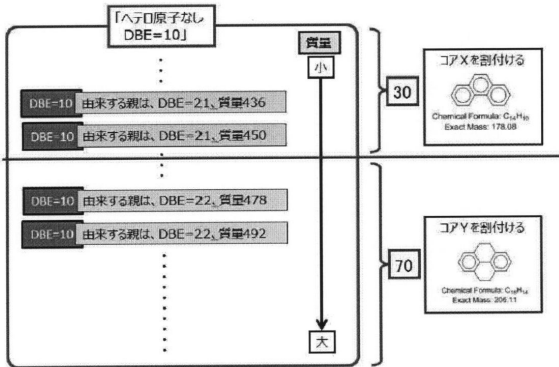 「ヘテロ原子なし
DBE=10」
質量
小
DBE=10 由来する親は、DBE=21、質量436
DBE=10 由来する親は、DBE=21、質量450
30
コアXを割付ける
Chemical Formula: C₁₄H₁₀
Exact Mass: 178.08
DBE=10 由来する親は、DBE=22、質量478
DBE=10 由来する親は、DBE=22、質量492
70
コアYを割付ける
Chemical Formula: C₁₆H₁₄
Exact Mass: 206.11
大